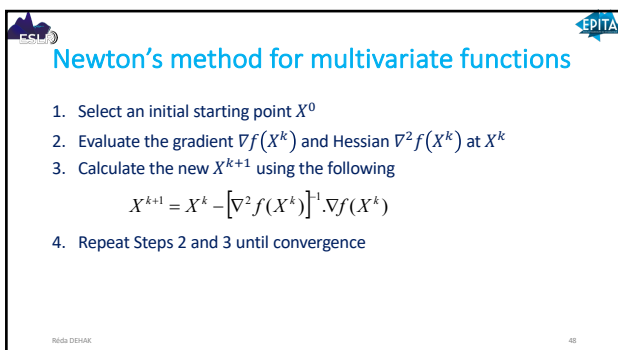 ESLR
EPITA
Newton's method for multivariate functions
1. Select an initial starting point X⁰
2. Evaluate the gradient ∇f(Xᵏ) and Hessian ∇²f(Xᵏ) at Xᵏ
3. Calculate the new Xᵏ⁺¹ using the following
Xᵏ⁺¹ = Xᵏ − [∇²f(Xᵏ)]⁻¹.∇f(Xᵏ)
4. Repeat Steps 2 and 3 until convergence
Réda DEHAK
48